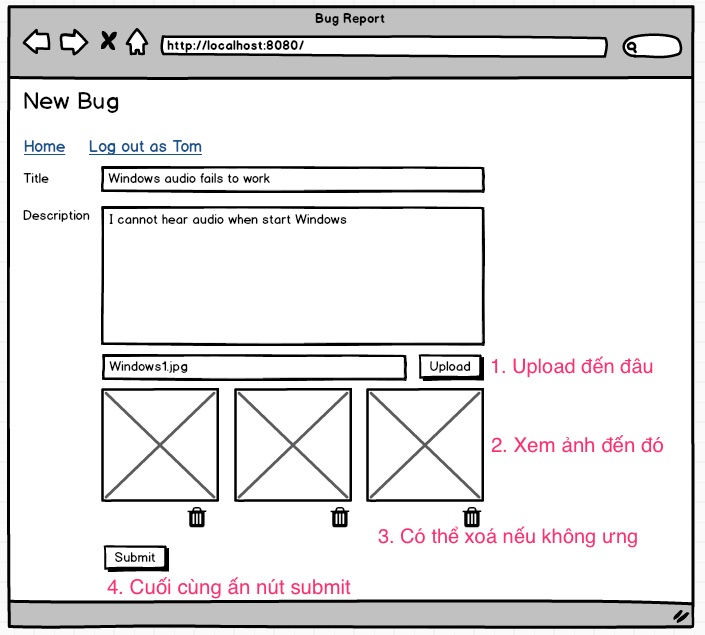 Bug Report
http://localhost:8080/
New Bug
Home Log out as Tom
Title Windows audio fails to work
Description I cannot hear audio when start Windows
Windows1.jpg Upload 1. Upload đến đâu
2. Xem ảnh đến đó
3. Có thể xoá nếu không ưng
Submit
4. Cuối cùng ấn nút submit